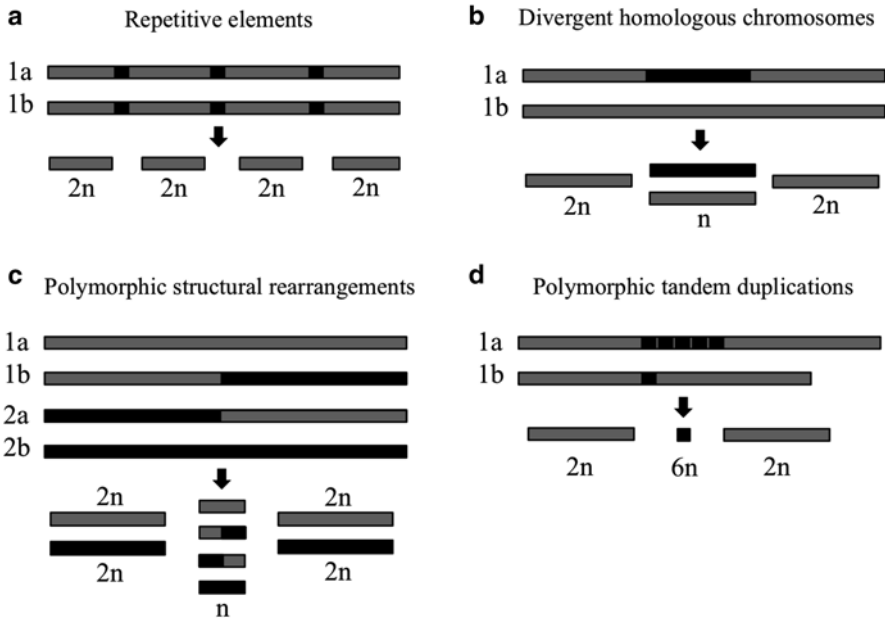 a
Repetitive elements
1a
1b
2n 2n 2n 2n
b
Divergent homologous chromosomes
1a
1b
2n n 2n
c
Polymorphic structural rearrangements
1a
1b
2a
2b
2n 2n
2n 2n
n
d
Polymorphic tandem duplications
1a
1b
2n 6n 2n